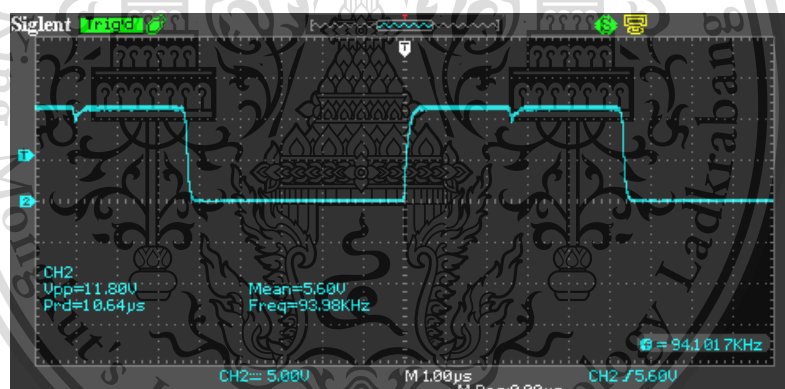 Siglent Trig'd
T
T
2
CH2
Vpp=11.80V Mean=5.60V
Prd=10.64µs Freq=93.98KHz
= 94.1017KHz
CH2 5.00V M 1.00µs CH2 5.60V
Ladkrabang